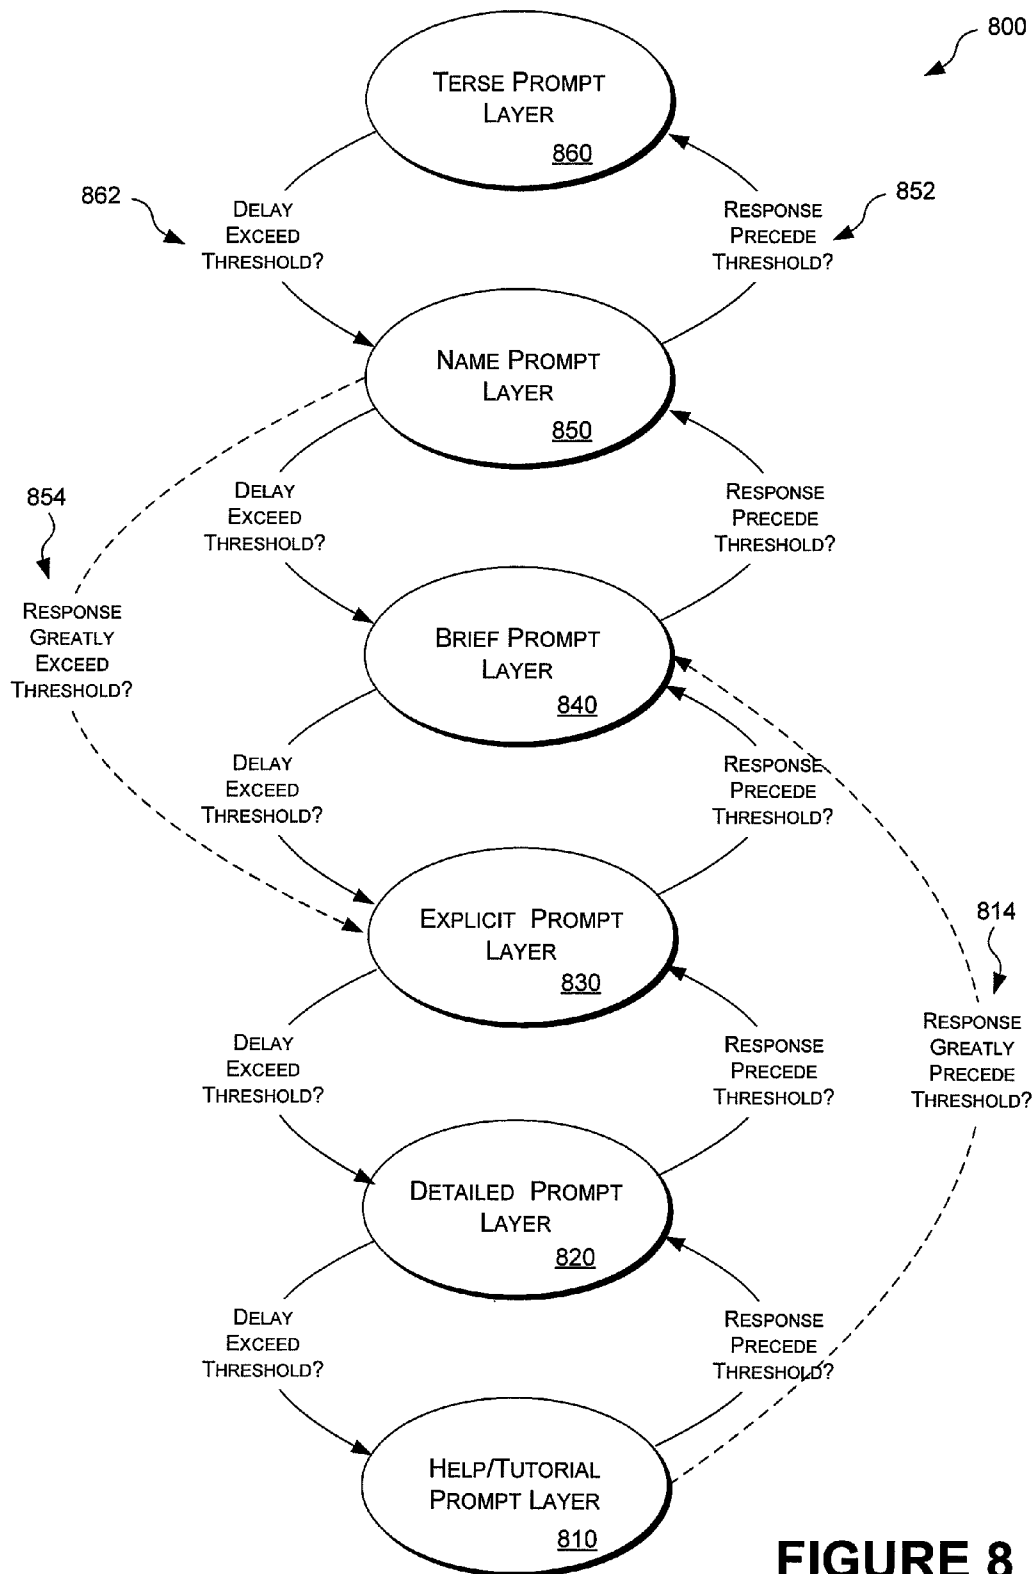 800
TERSE PROMPT
LAYER
860
862
DELAY
EXCEED
THRESHOLD?
RESPONSE
PRECEDE
THRESHOLD?
852
NAME PROMPT
LAYER
850
854
RESPONSE
GREATLY
EXCEED
THRESHOLD?
DELAY
EXCEED
THRESHOLD?
RESPONSE
PRECEDE
THRESHOLD?
BRIEF PROMPT
LAYER
840
DELAY
EXCEED
THRESHOLD?
RESPONSE
PRECEDE
THRESHOLD?
EXPLICIT PROMPT
LAYER
830
814
RESPONSE
GREATLY
PRECEDE
THRESHOLD?
DELAY
EXCEED
THRESHOLD?
RESPONSE
PRECEDE
THRESHOLD?
DETAILED PROMPT
LAYER
820
DELAY
EXCEED
THRESHOLD?
RESPONSE
PRECEDE
THRESHOLD?
HELP/TUTORIAL
PROMPT LAYER
810
FIGURE 8